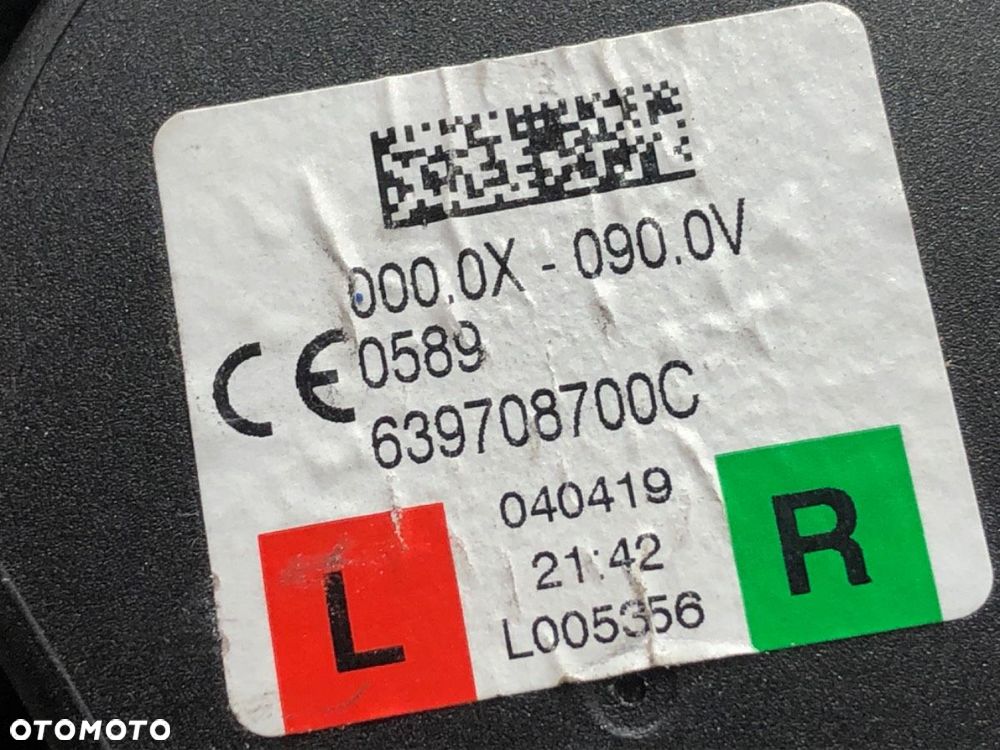 000.0X - 090.0V
CE 0589
639708700C
040419
21:42
L005356
L
R
OTOMOTO